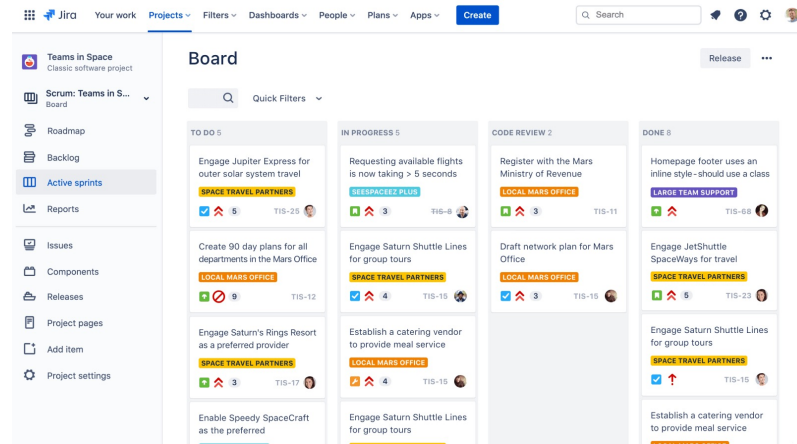 Jira
Your work Projects Filters Dashboards People Plans Apps Create Search
Teams in Space
Classic software project
Scrum: Teams in S...
Board
Roadmap
Backlog
Active sprints
Reports
Issues
Components
Releases
Project pages
Add item
Project settings
Board
Release
Quick Filters
TO DO 5
Engage Jupiter Express for
outer solar system travel
SPACE TRAVEL PARTNERS
5 TIS-25
Create 90 day plans for all
departments in the Mars Office
LOCAL MARS OFFICE
9 TIS-12
Engage Saturn's Rings Resort
as a preferred provider
SPACE TRAVEL PARTNERS
3 TIS-17
Enable Speedy SpaceCraft
as the preferred
IN PROGRESS 5
Requesting available flights
is now taking > 5 seconds
SEESPACEEZ PLUS
3 TIS-8
Engage Saturn Shuttle Lines
for group tours
SPACE TRAVEL PARTNERS
4 TIS-15
Establish a catering vendor
to provide meal service
LOCAL MARS OFFICE
4 TIS-15
Engage Saturn Shuttle Lines
for group tours
CODE REVIEW 2
Register with the Mars
Ministry of Revenue
LOCAL MARS OFFICE
3 TIS-11
Draft network plan for Mars
Office
LOCAL MARS OFFICE
3 TIS-15
DONE 8
Homepage footer uses an
inline style-should use a class
LARGE TEAM SUPPORT
TIS-68
Engage JetShuttle
SpaceWays for travel
SPACE TRAVEL PARTNERS
5 TIS-23
Engage Saturn Shuttle Lines
for group tours
SPACE TRAVEL PARTNERS
TIS-15
Establish a catering vendor
to provide meal service